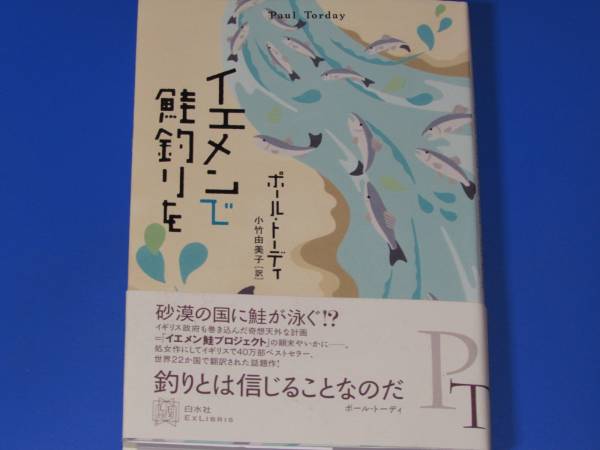 Paul Torday
イエメンで
鮭釣りを
ポール・トーディ
小竹由美子[訳]
砂漠の国に鮭が泳ぐ!?
イギリス政府も巻き込んだ奇想天外な計画
=「イエメン鮭プロジェクト」の顛末やいかに——。
処女作にしてイギリスで40万部ベストセラー、
世界22か国で翻訳された話題作!
釣りとは信じることなのだ
ポール・トーディ
PT
白水社
EXLIBRIS